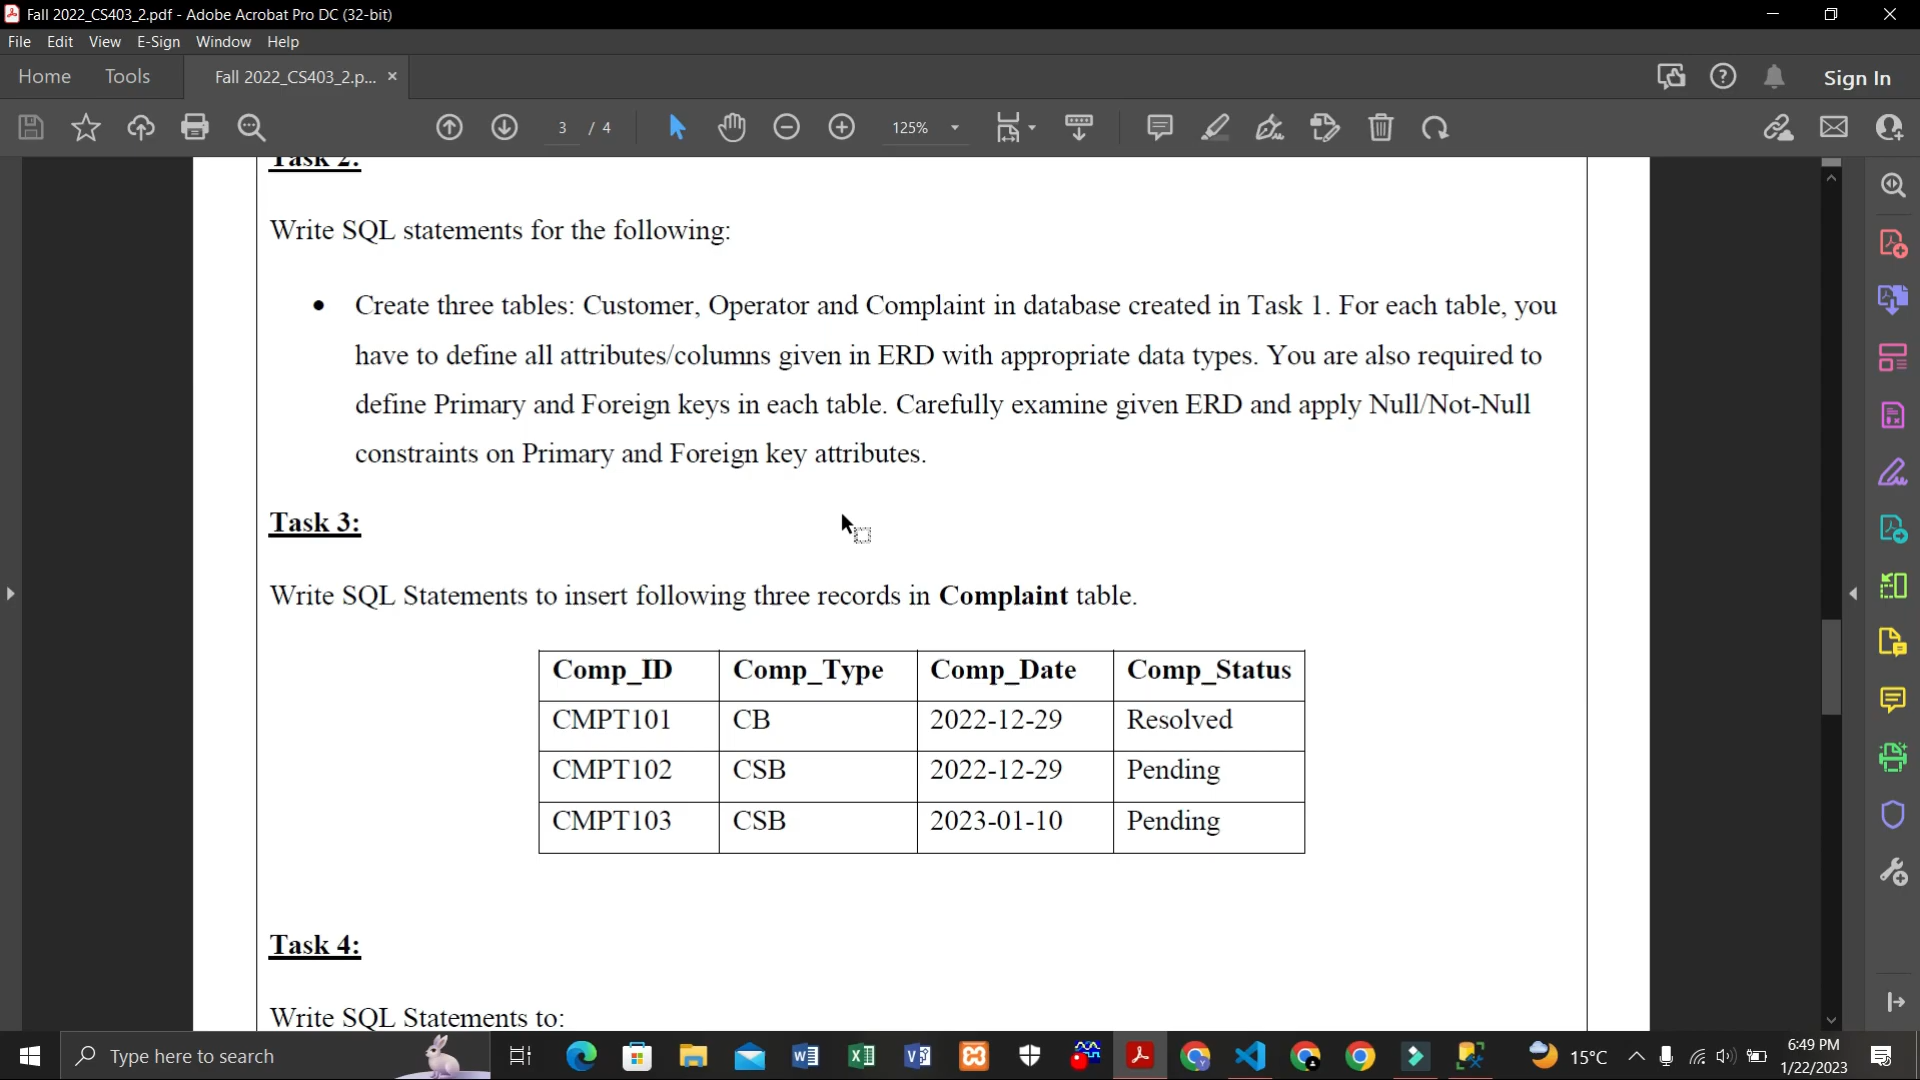 Fall 2022_CS403_2.pdf - Adobe Acrobat Pro DC (32-bit)
File Edit View E-Sign Window Help
Home Tools Fall 2022_CS403_2.p... × Sign In
3 / 4 125%
Task 2:
Write SQL statements for the following:
• Create three tables: Customer, Operator and Complaint in database created in Task 1. For each table, you
have to define all attributes/columns given in ERD with appropriate data types. You are also required to
define Primary and Foreign keys in each table. Carefully examine given ERD and apply Null/Not-Null
constraints on Primary and Foreign key attributes.
Task 3:
Write SQL Statements to insert following three records in Complaint table.
Comp_ID Comp_Type Comp_Date Comp_Status
CMPT101 CB 2022-12-29 Resolved
CMPT102 CSB 2022-12-29 Pending
CMPT103 CSB 2023-01-10 Pending
Task 4:
Write SQL Statements to:
Type here to search 15°C 6:49 PM
1/22/2023